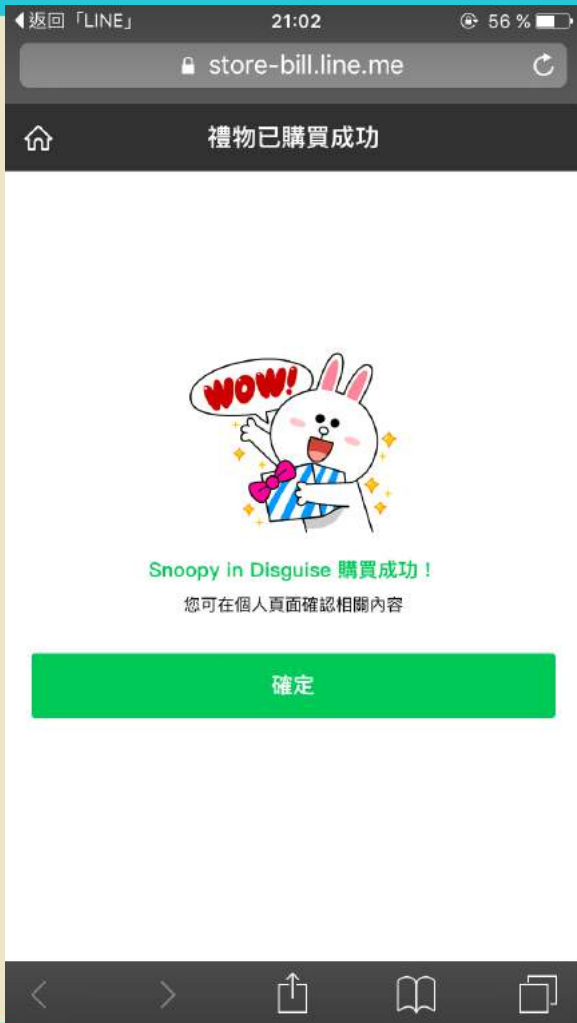 返回「LINE」 21:02 56 %
store-bill.line.me
禮物已購買成功
WOW!
Snoopy in Disguise 購買成功！
您可在個人頁面確認相關內容
確定